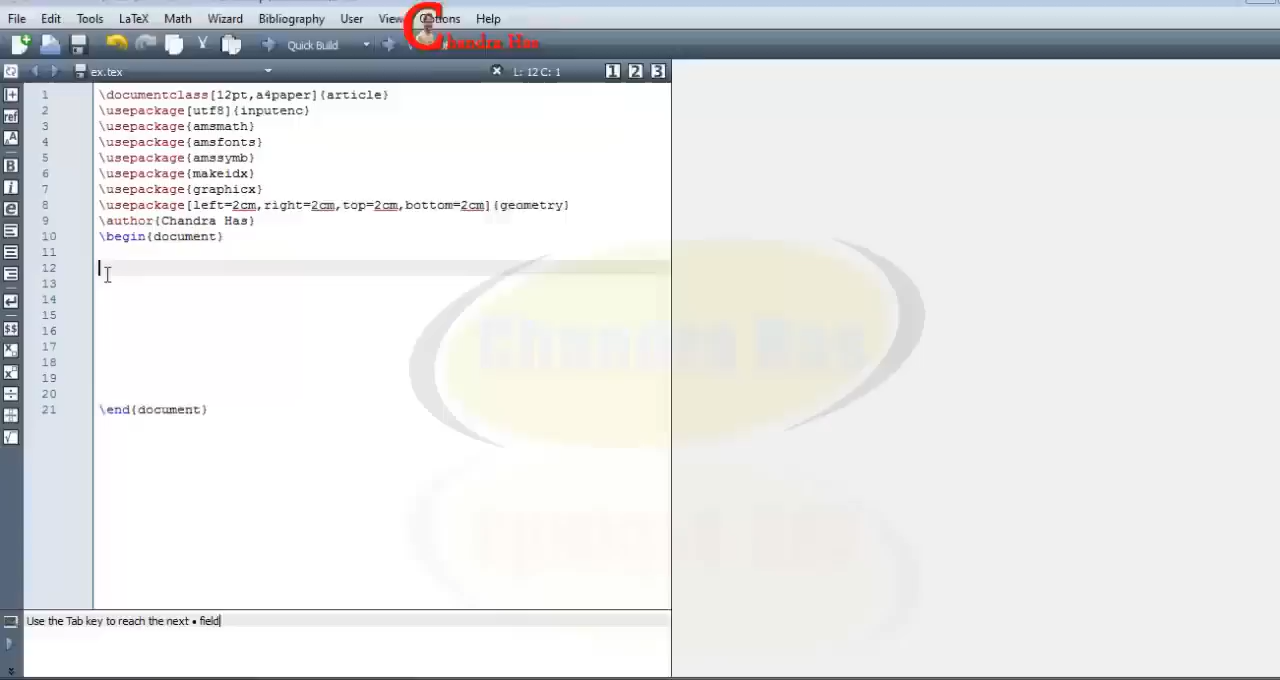 File Edit Tools LaTeX Math Wizard Bibliography User View Options Help
Chandra Has
Quick Build
ex.tex
L: 12 C: 1
1 2 3
1 \documentclass[12pt,a4paper]{article}
2 \usepackage[utf8]{inputenc}
3 \usepackage{amsmath}
4 \usepackage{amsfonts}
5 \usepackage{amssymb}
6 \usepackage{makeidx}
7 \usepackage{graphicx}
8 \usepackage[left=2cm,right=2cm,top=2cm,bottom=2cm]{geometry}
9 \author{Chandra Has}
10 \begin{document}
11
12
13
14
15
16
17
18
19
20
21 \end{document}
ref
B
i
e
$$
Chandra Has
Use the Tab key to reach the next • field